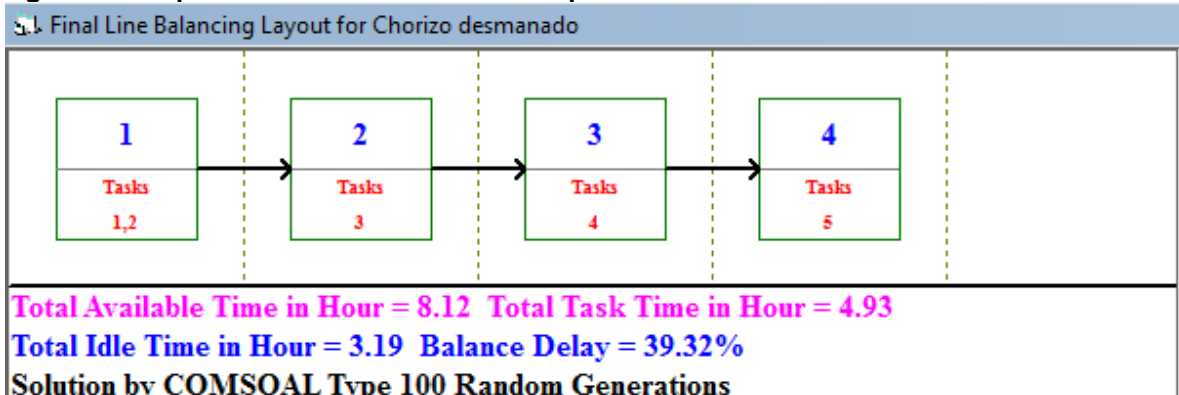 Final Line Balancing Layout for Chorizo desmanado
1 2 3 4
Tasks Tasks Tasks Tasks
1,2 3 4 5
Total Available Time in Hour = 8.12 Total Task Time in Hour = 4.93
Total Idle Time in Hour = 3.19 Balance Delay = 39.32%
Solution by COMSOAL Type 100 Random Generations